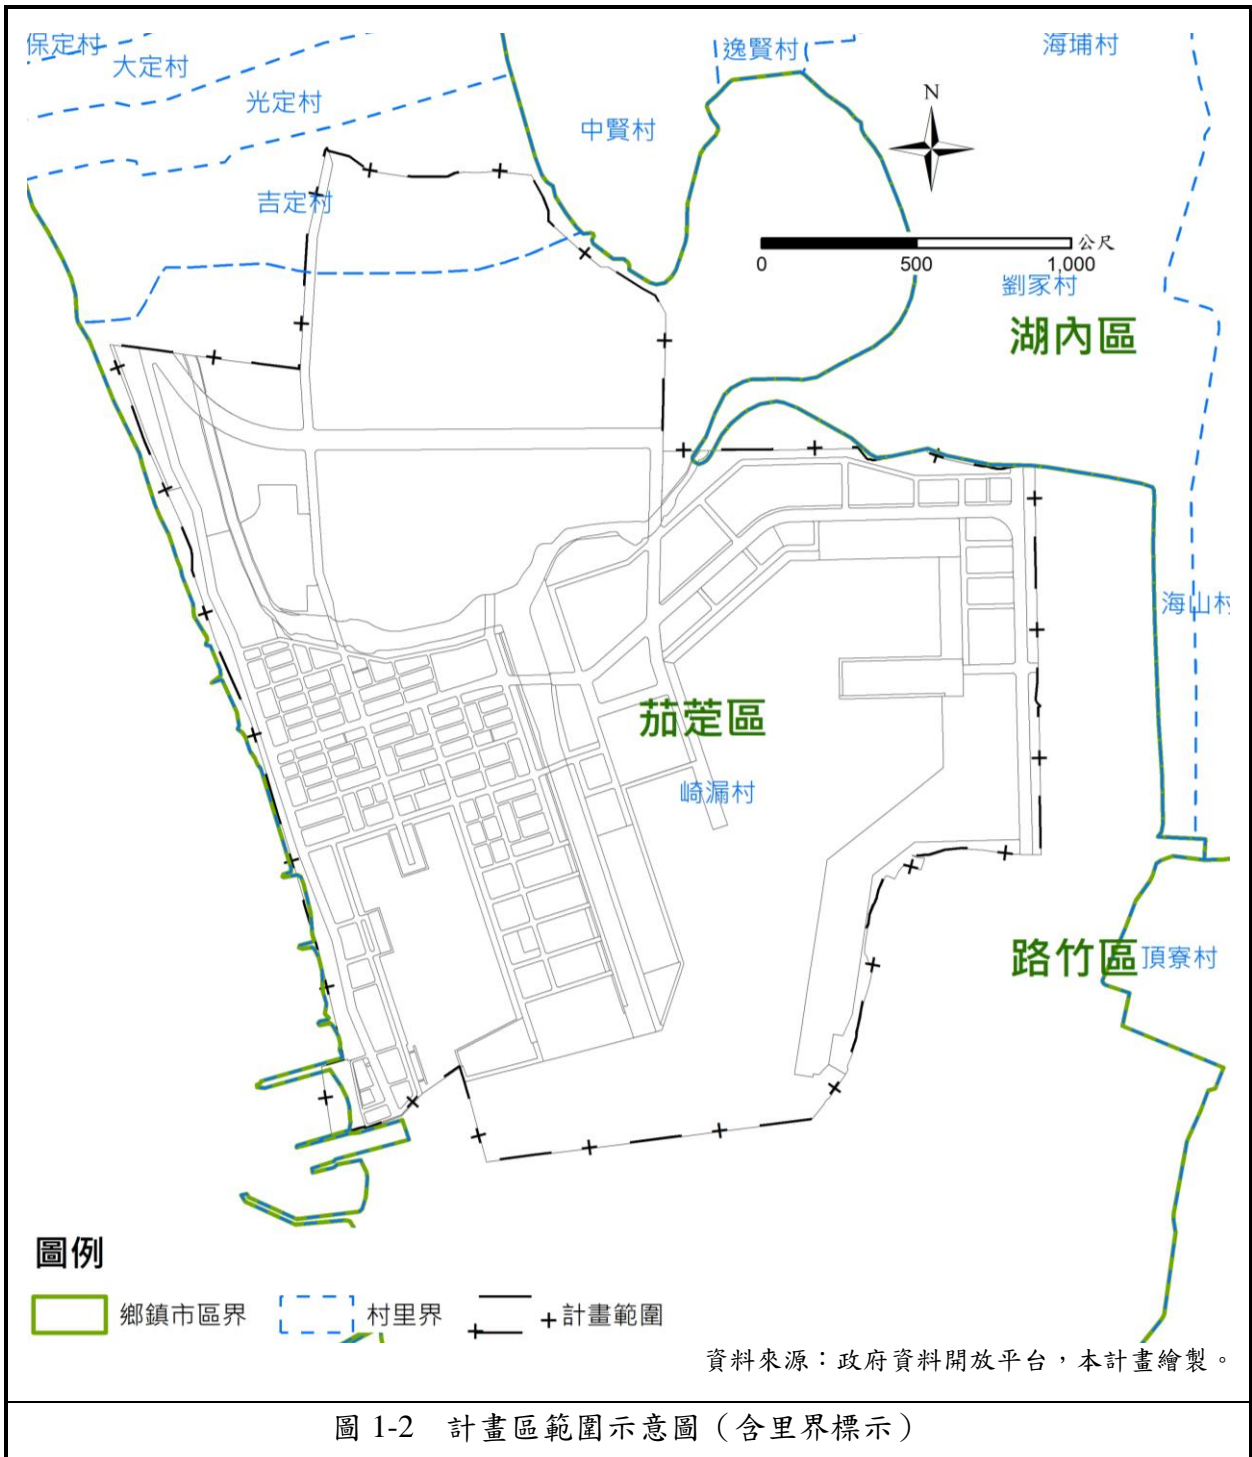 保定村
大定村
光定村
吉定村
中賢村
逸賢村
海埔村
N
公尺
0
500
1,000
劉家村
湖內區
海山村
茄萣區
崎漏村
路竹區
頂寮村
圖例
鄉鎮市區界
村里界
計畫範圍
資料來源：政府資料開放平台，本計畫繪製。
圖 1-2 計畫區範圍示意圖（含里界標示）